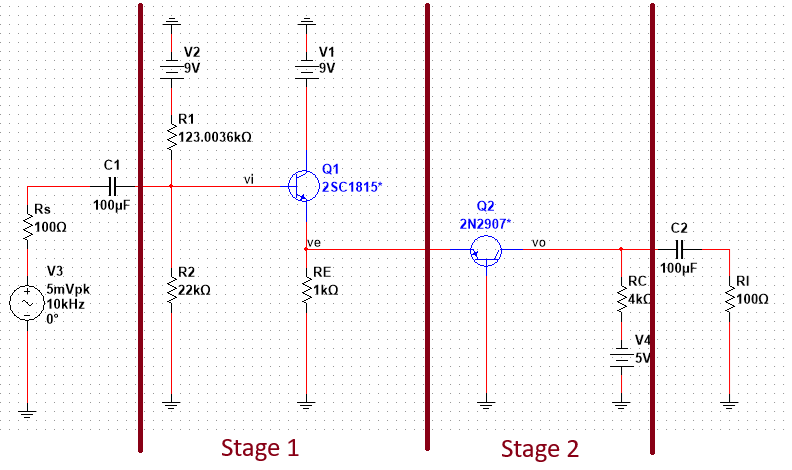 V2
9V
V1
9V
R1
123.0036kΩ
C1
100µF
vi
Q1
2SC1815*
Rs
100Ω
V3
5mVpk
10kHz
0°
R2
22kΩ
ve
RE
1kΩ
Q2
2N2907*
vo
C2
100µF
RC
4kΩ
V4
5V
Rl
100Ω
Stage 1
Stage 2